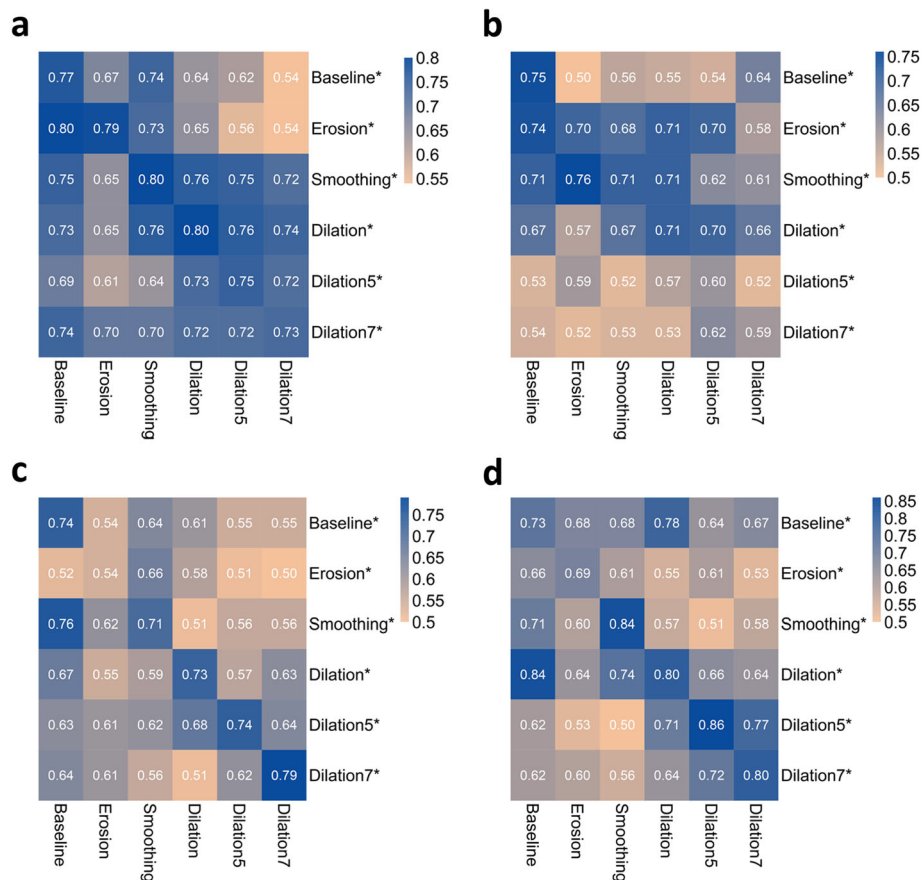 a
0.77 0.67 0.74 0.64 0.62 0.54 Baseline*
0.80 0.79 0.73 0.65 0.56 0.54 Erosion*
0.75 0.65 0.80 0.76 0.75 0.72 Smoothing*
0.73 0.65 0.76 0.80 0.76 0.74 Dilation*
0.69 0.61 0.64 0.73 0.75 0.72 Dilation5*
0.74 0.70 0.70 0.72 0.72 0.73 Dilation7*
Baseline Erosion Smoothing Dilation Dilation5 Dilation7
0.8
0.75
0.7
0.65
0.6
0.55
b
0.75 0.50 0.56 0.55 0.54 0.64 Baseline*
0.74 0.70 0.68 0.71 0.70 0.58 Erosion*
0.71 0.76 0.71 0.71 0.62 0.61 Smoothing*
0.67 0.57 0.67 0.71 0.70 0.66 Dilation*
0.53 0.59 0.52 0.57 0.60 0.52 Dilation5*
0.54 0.52 0.53 0.53 0.62 0.59 Dilation7*
Baseline Erosion Smoothing Dilation Dilation5 Dilation7
0.75
0.7
0.65
0.6
0.55
0.5
c
0.74 0.54 0.64 0.61 0.55 0.55 Baseline*
0.52 0.54 0.66 0.58 0.51 0.50 Erosion*
0.76 0.62 0.71 0.51 0.56 0.56 Smoothing*
0.67 0.55 0.59 0.73 0.57 0.63 Dilation*
0.63 0.61 0.62 0.68 0.74 0.64 Dilation5*
0.64 0.61 0.56 0.51 0.62 0.79 Dilation7*
Baseline Erosion Smoothing Dilation Dilation5 Dilation7
0.75
0.7
0.65
0.6
0.55
0.5
d
0.73 0.68 0.68 0.78 0.64 0.67 Baseline*
0.66 0.69 0.61 0.55 0.61 0.53 Erosion*
0.71 0.60 0.84 0.57 0.51 0.58 Smoothing*
0.84 0.64 0.74 0.80 0.66 0.64 Dilation*
0.62 0.53 0.50 0.71 0.86 0.77 Dilation5*
0.62 0.60 0.56 0.64 0.72 0.80 Dilation7*
Baseline Erosion Smoothing Dilation Dilation5 Dilation7
0.85
0.8
0.75
0.7
0.65
0.6
0.55
0.5